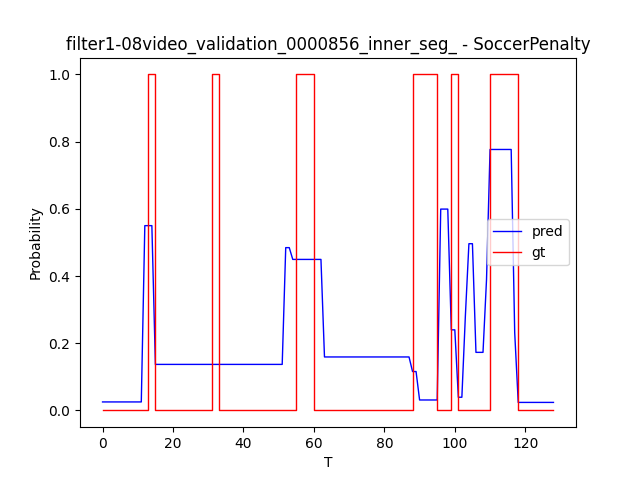 filter1-08video_validation_0000856_inner_seg_ - SoccerPenalty
1.0
0.8
0.6
0.4
0.2
0.0
Probability
pred
gt
0
20
40
60
80
100
120
T